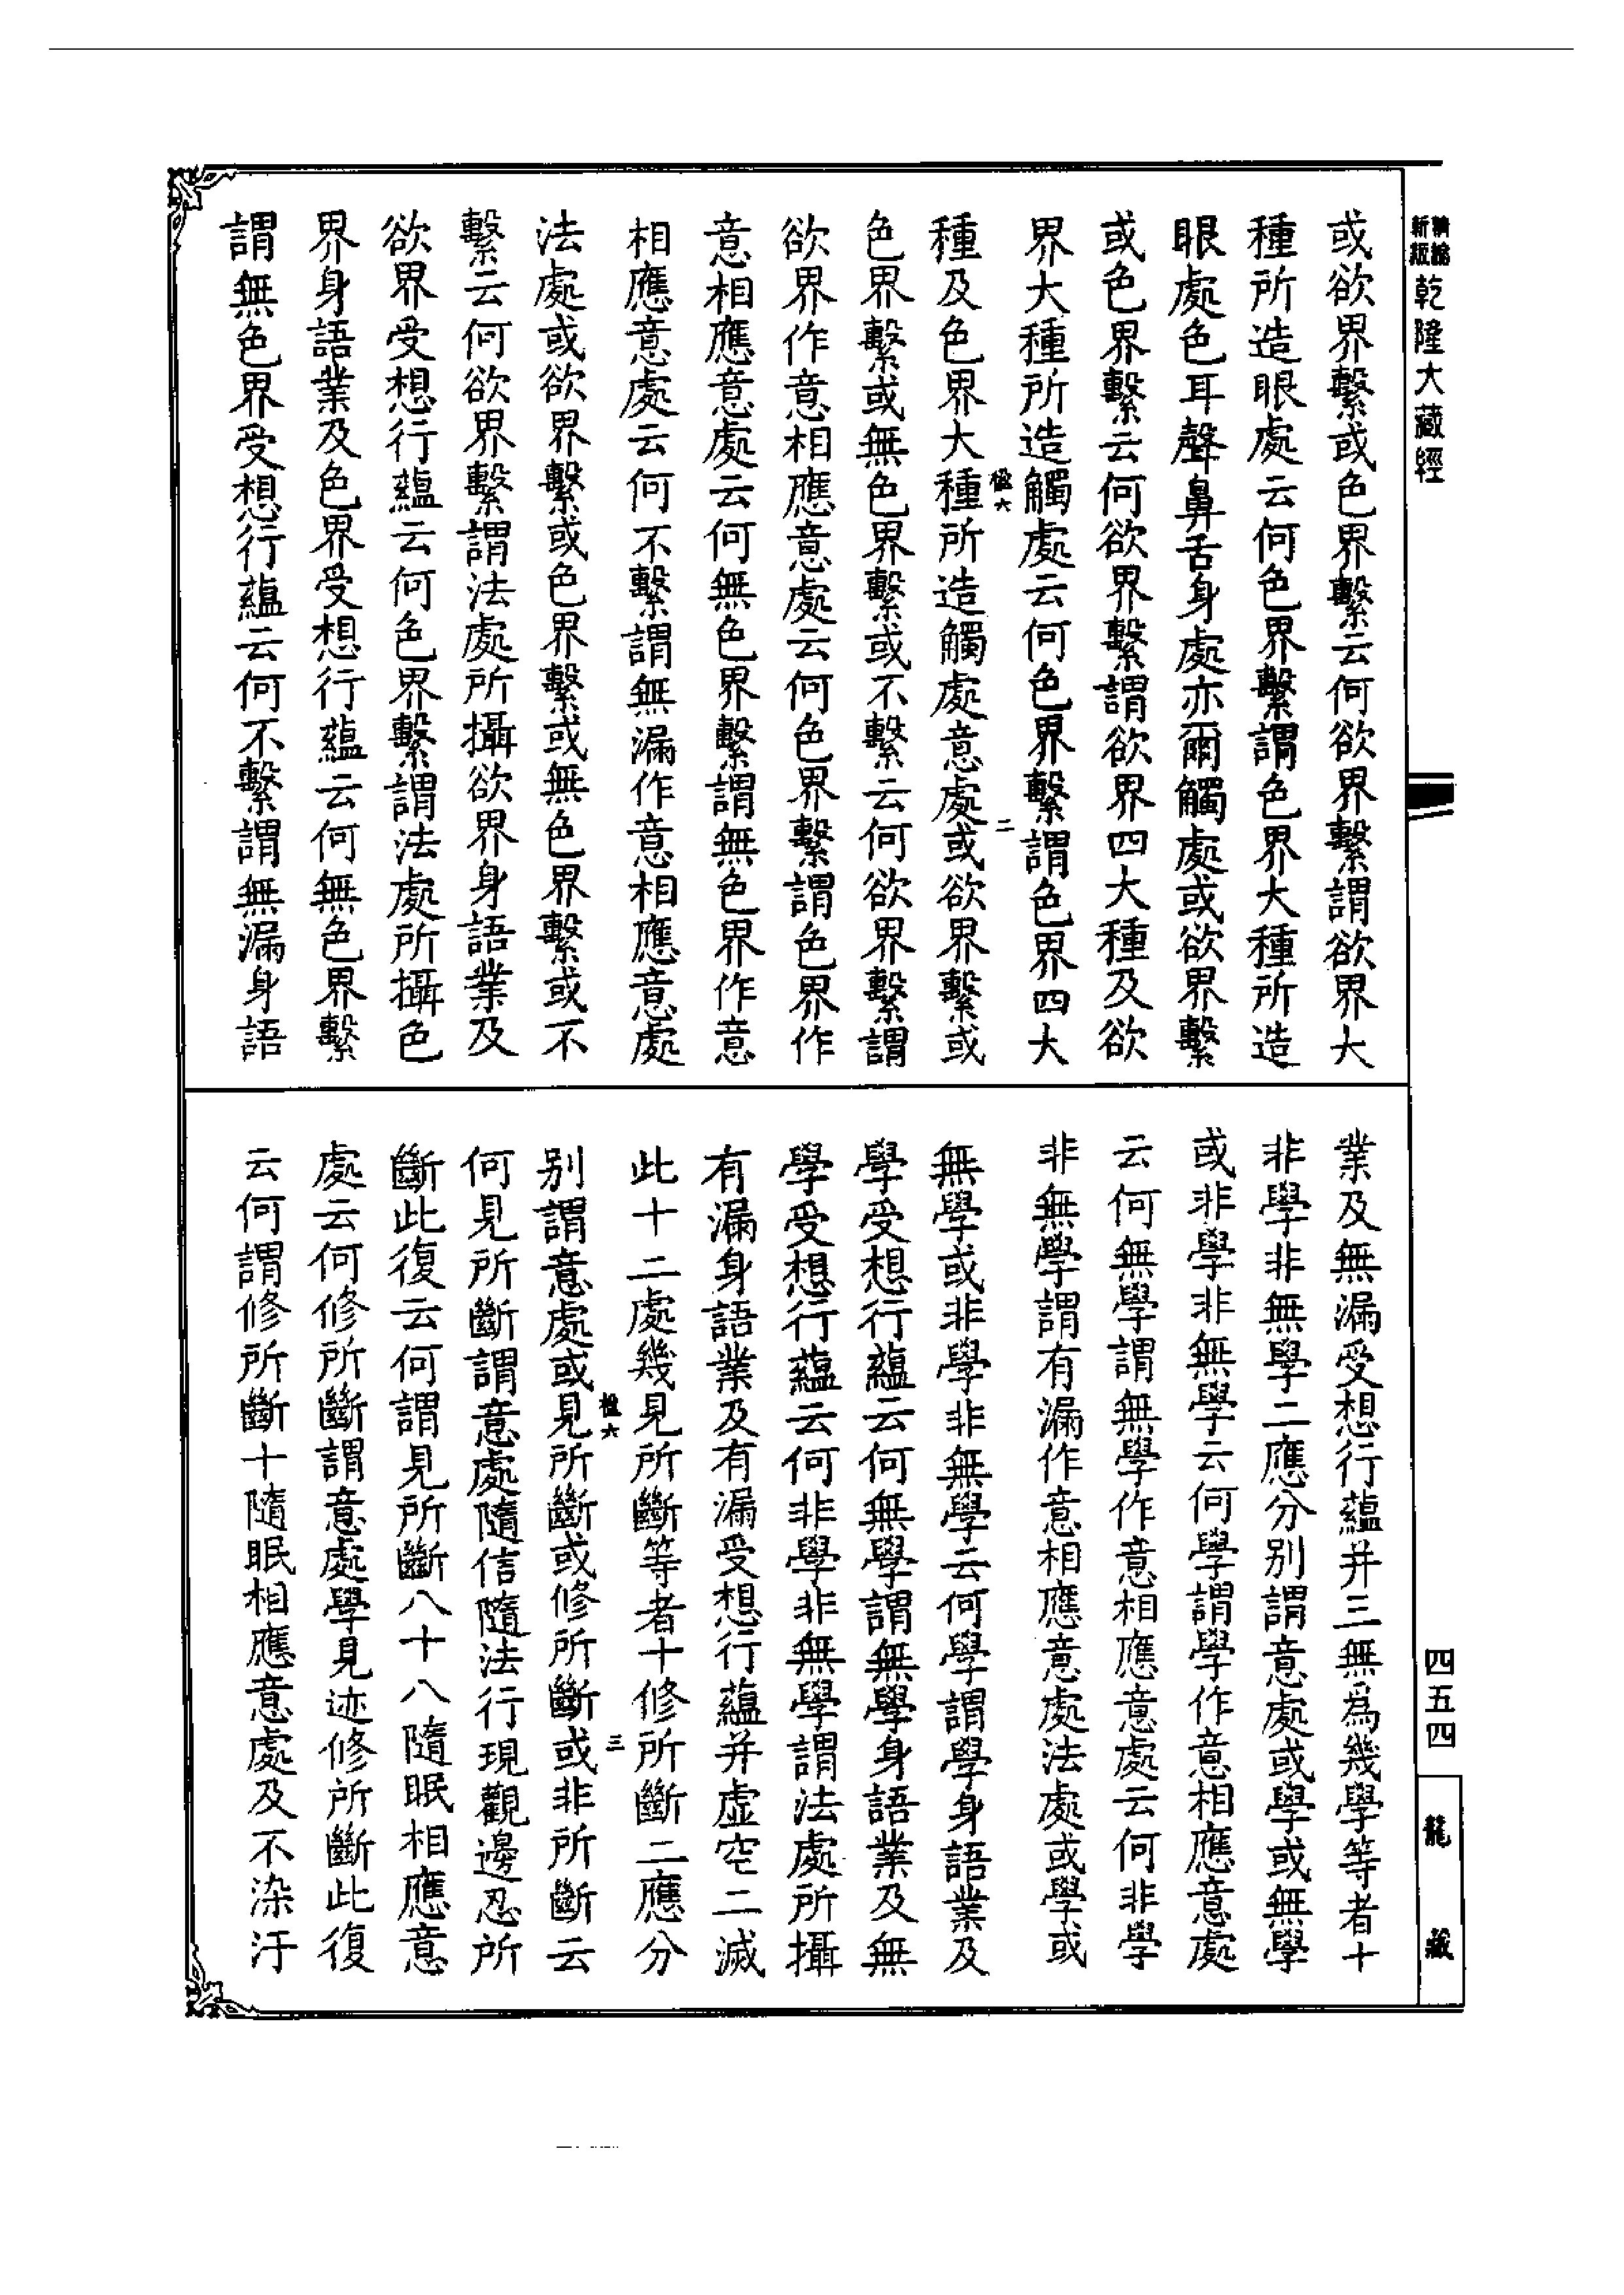 精編
新版
乾隆大藏經
或欲界繫或色界繫云何欲界繫謂欲界大
種所造眼處云何色界繫謂色界大種所造
眼處色耳聲鼻舌身處亦爾觸處或欲界繫
或色界繫云何欲界繫謂欲界四大種及欲
界大種所造觸處云何色界繫謂色界四大
種及色界大種所造觸處意處或欲界繫或
色界繫或無色界繫或不繫云何欲界繫謂
欲界作意相應意處云何色界繫謂色界作
意相應意處云何無色界繫謂無色界作意
相應意處云何不繫謂無漏作意相應意處
法處或欲界繫或色界繫或無色界繫或不
繫云何欲界繫謂法處所攝欲界身語業及
欲界受想行蘊云何色界繫謂法處所攝色
界身語業及色界受想行蘊云何無色界繫
謂無色界受想行蘊云何不繫謂無漏身語
六
二
業及無漏受想行蘊并三無爲幾學等者十
非學非無學二應分別謂意處或學或無學
或非學非無學云何學謂學作意相應意處
云何無學謂無學作意相應意處云何非學
非無學謂有漏作意相應意處法處或學或
無學或非學非無學云何學謂學身語業及
學受想行蘊云何無學謂無學身語業及無
學受想行蘊云何非學非無學謂法處所攝
有漏身語業及有漏受想行蘊并虛空二滅
此十二處幾見所斷等者十修所斷二應分
別謂意處或見所斷或修所斷或非所斷云
何見所斷謂意處隨信隨法行現觀邊忍所
斷此復云何謂見所斷八十八隨眠相應意
處云何修所斷謂意處學見迹修所斷此復
云何謂修所斷十隨眠相應意處及不染汙
六
三
四五四
龍藏